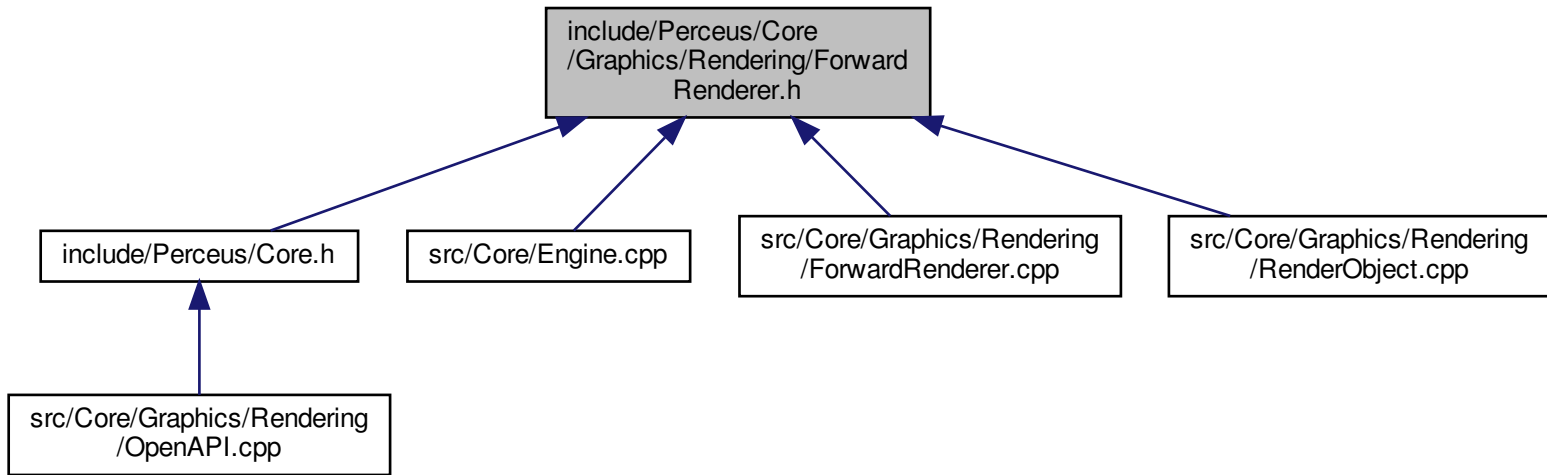 include/Perceus/Core
/Graphics/Rendering/Forward
Renderer.h
include/Perceus/Core.h
src/Core/Engine.cpp
src/Core/Graphics/Rendering
/ForwardRenderer.cpp
src/Core/Graphics/Rendering
/RenderObject.cpp
src/Core/Graphics/Rendering
/OpenAPI.cpp